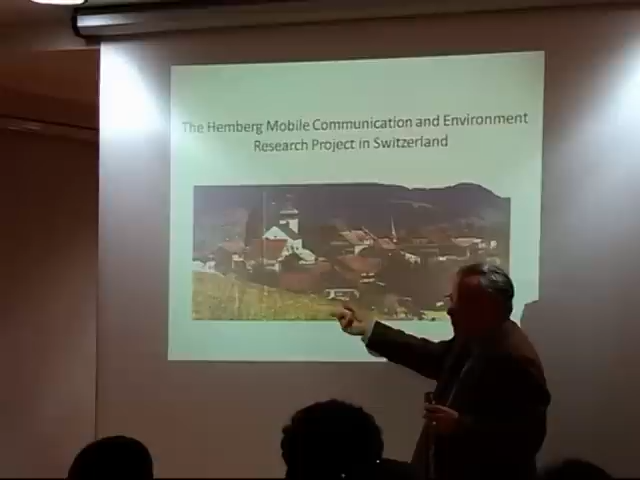 The Hemberg Mobile Communication and Environment
Research Project in Switzerland